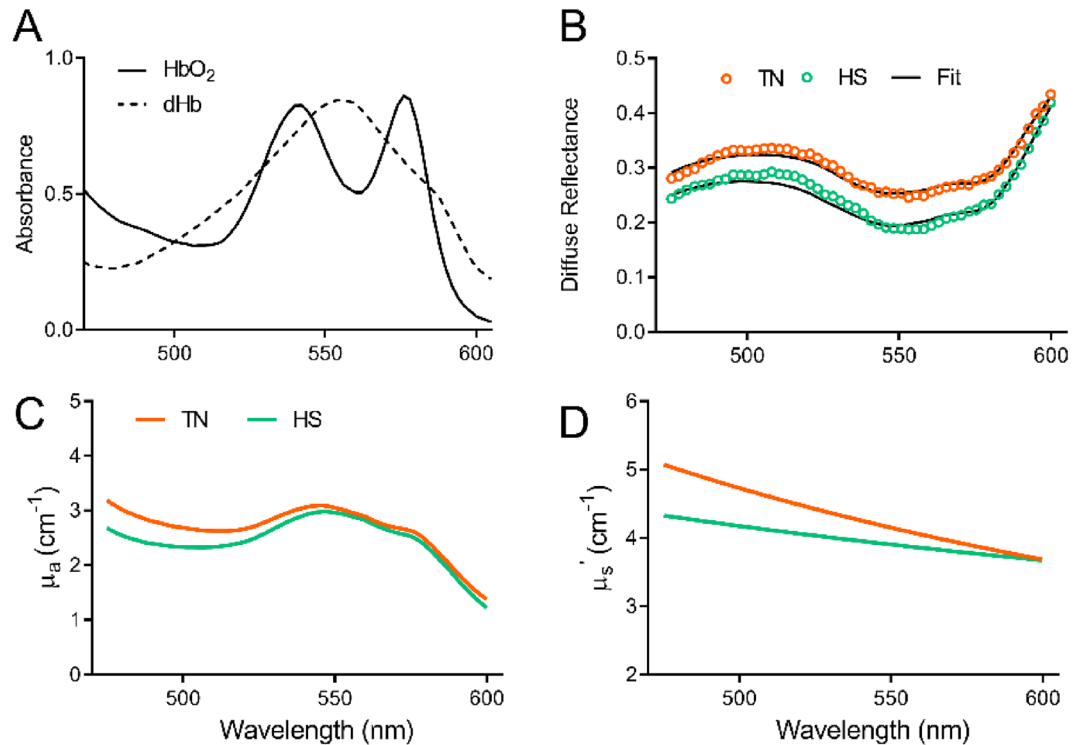 A
B
1.0
HbO₂
dHb
0.5
0.0
Absorbance
500
550
600
0.5
TN
HS
Fit
0.4
0.3
0.2
0.1
0.0
Diffuse Reflectance
500
550
600
C
D
5
TN
HS
4
3
2
1
0
μa (cm⁻¹)
500
550
600
Wavelength (nm)
6
5
4
3
2
μs' (cm⁻¹)
500
550
600
Wavelength (nm)